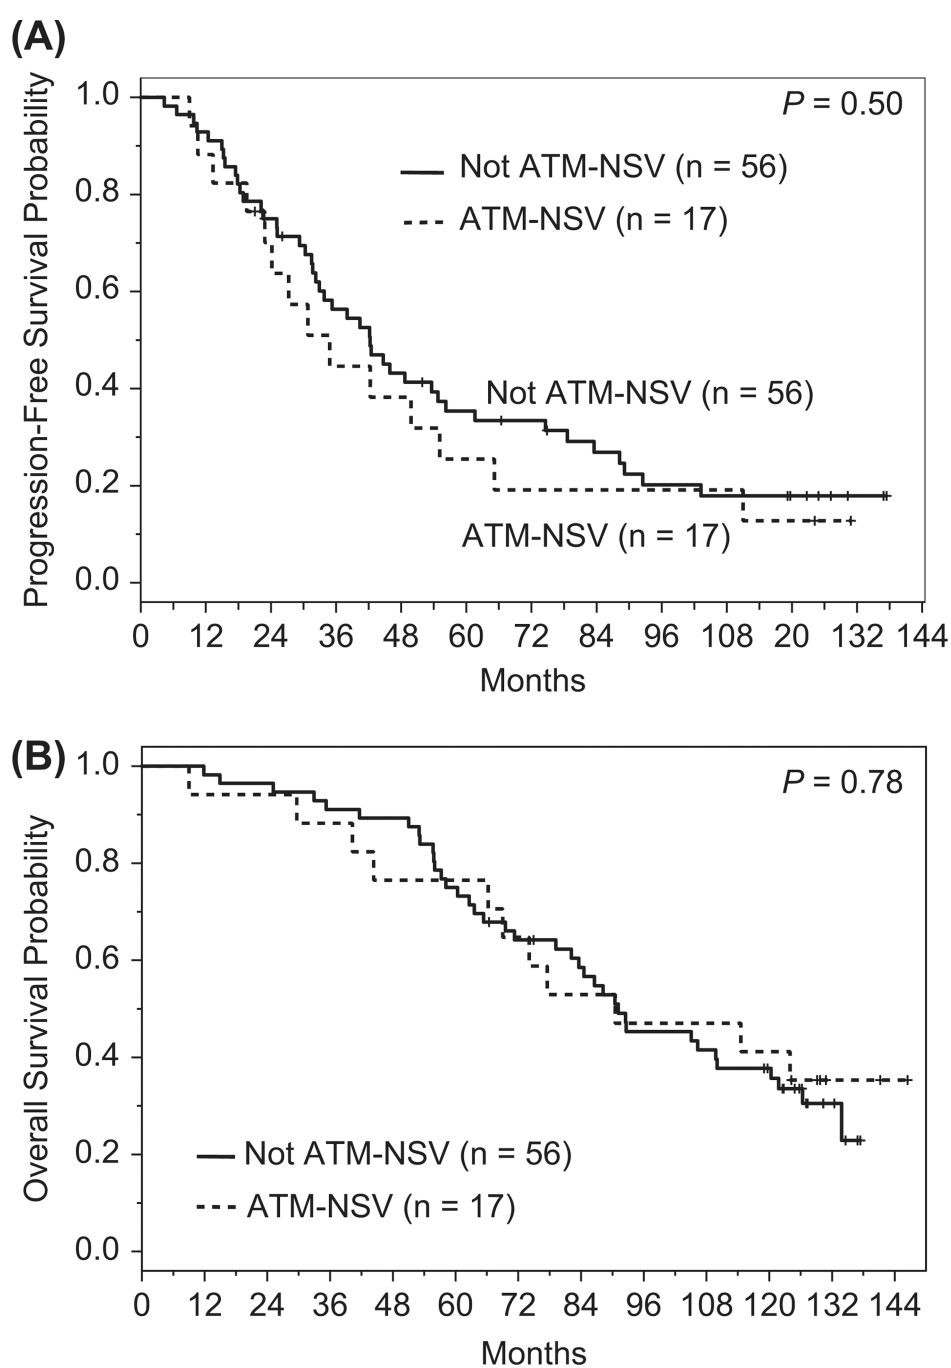 (A)
Progression-Free Survival Probability
1.0
0.8
0.6
0.4
0.2
0.0
P = 0.50
Not ATM-NSV (n = 56)
ATM-NSV (n = 17)
Not ATM-NSV (n = 56)
ATM-NSV (n = 17)
0 12 24 36 48 60 72 84 96 108 20 132 144
Months
(B)
Overall Survival Probability
1.0
0.8
0.6
0.4
0.2
0.0
P = 0.78
Not ATM-NSV (n = 56)
ATM-NSV (n = 17)
0 12 24 36 48 60 72 84 96 108 120 132 144
Months